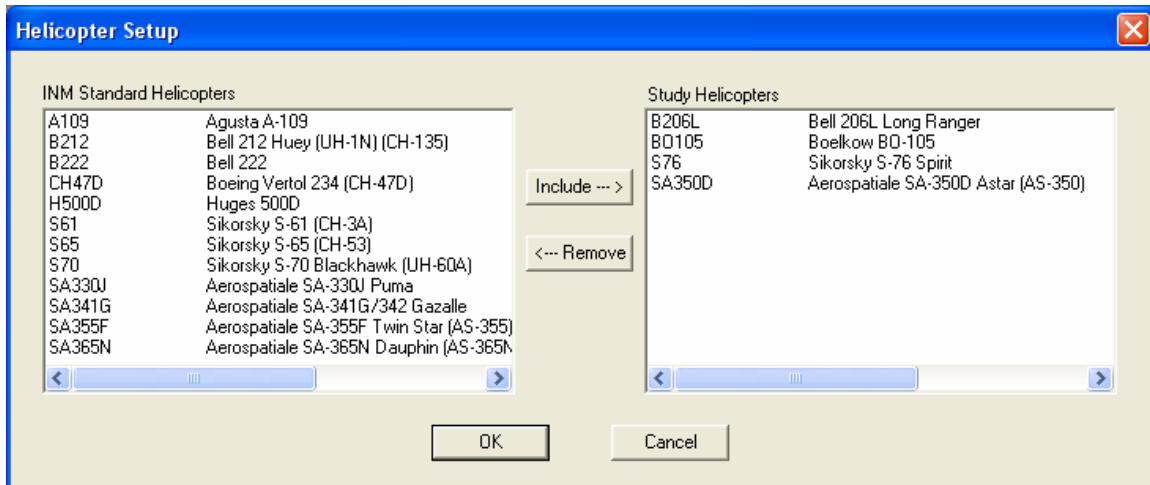 Helicopter Setup
INM Standard Helicopters
A109 Agusta A-109
B212 Bell 212 Huey (UH-1N) (CH-135)
B222 Bell 222
CH47D Boeing Vertol 234 (CH-47D)
H500D Huges 500D
S61 Sikorsky S-61 (CH-3A)
S65 Sikorsky S-65 (CH-53)
S70 Sikorsky S-70 Blackhawk (UH-60A)
SA330J Aerospatiale SA-330J Puma
SA341G Aerospatiale SA-341G/342 Gazalle
SA355F Aerospatiale SA-355F Twin Star (AS-355)
SA365N Aerospatiale SA-365N Dauphin (AS-365N
Include --- >
<--- Remove
Study Helicopters
B206L Bell 206L Long Ranger
BO105 Boelkow BO-105
S76 Sikorsky S-76 Spirit
SA350D Aerospatiale SA-350D Astar (AS-350)
OK
Cancel